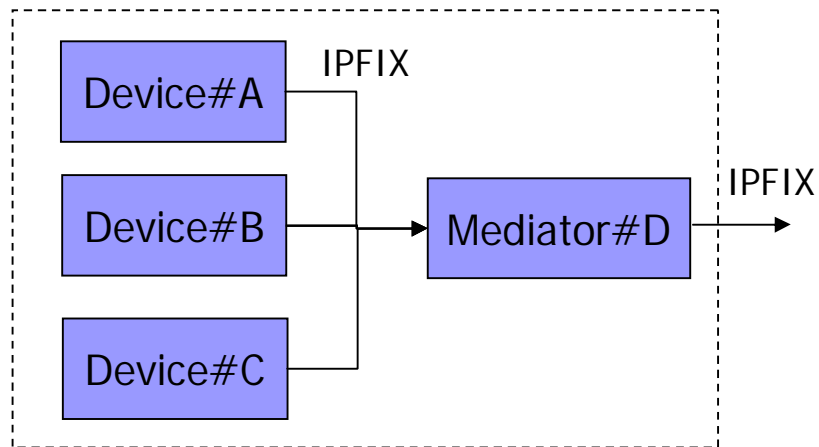 IPFIX
Device#A
IPFIX
Device#B
Mediator#D
Device#C